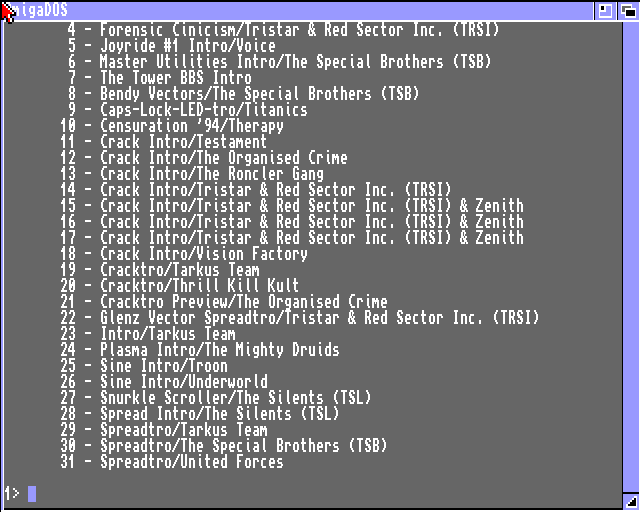 migaDOS
4 - Forensic Cinicism/Tristar & Red Sector Inc. (TRSI)
5 - Joyride #1 Intro/Voice
6 - Master Utilities Intro/The Special Brothers (TSB)
7 - The Tower BBS Intro
8 - Bendy Vectors/The Special Brothers (TSB)
9 - Caps-Lock-LED-tro/Titanics
10 - Censuration '94/Therapy
11 - Crack Intro/Testament
12 - Crack Intro/The Organised Crime
13 - Crack Intro/The Roncler Gang
14 - Crack Intro/Tristar & Red Sector Inc. (TRSI)
15 - Crack Intro/Tristar & Red Sector Inc. (TRSI) & Zenith
16 - Crack Intro/Tristar & Red Sector Inc. (TRSI) & Zenith
17 - Crack Intro/Tristar & Red Sector Inc. (TRSI) & Zenith
18 - Crack Intro/Vision Factory
19 - Cracktro/Tarkus Team
20 - Cracktro/Thrill Kill Kult
21 - Cracktro Preview/The Organised Crime
22 - Glenz Vector Spreadtro/Tristar & Red Sector Inc. (TRSI)
23 - Intro/Tarkus Team
24 - Plasma Intro/The Mighty Druids
25 - Sine Intro/Troon
26 - Sine Intro/Underworld
27 - Snurkle Scroller/The Silents (TSL)
28 - Spread Intro/The Silents (TSL)
29 - Spreadtro/Tarkus Team
30 - Spreadtro/The Special Brothers (TSB)
31 - Spreadtro/United Forces
1>